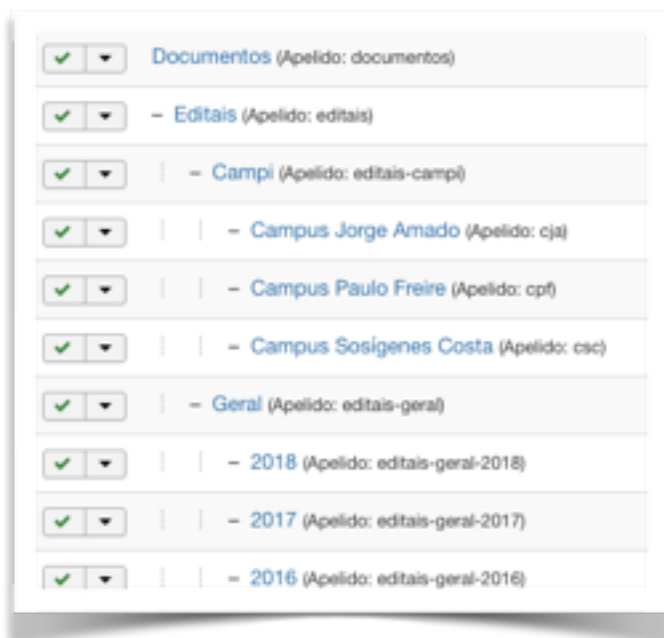 Documentos (Apelido: documentos)
– Editais (Apelido: editais)
– Campi (Apelido: editais-campi)
– Campus Jorge Amado (Apelido: cja)
– Campus Paulo Freire (Apelido: cpf)
– Campus Sosígenes Costa (Apelido: csc)
– Geral (Apelido: editais-geral)
– 2018 (Apelido: editais-geral-2018)
– 2017 (Apelido: editais-geral-2017)
– 2016 (Apelido: editais-geral-2016)